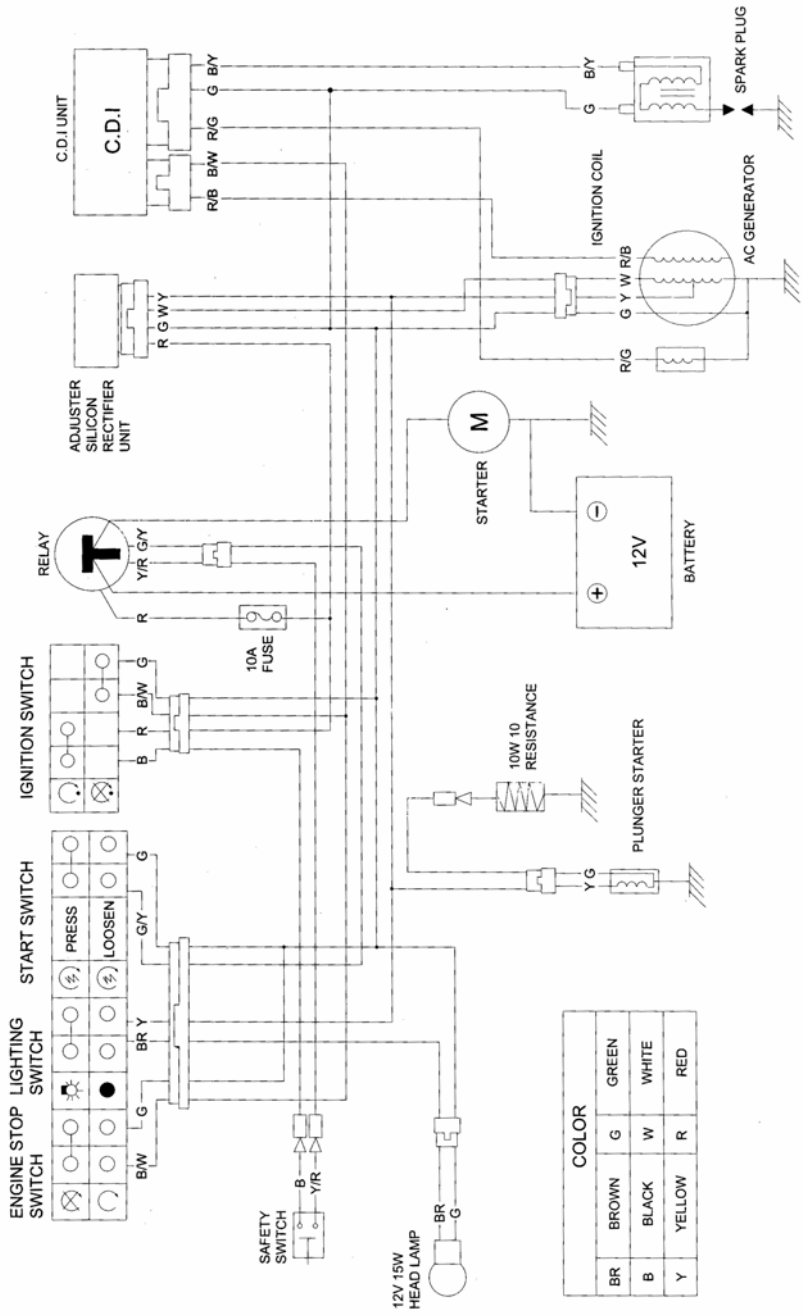 ENGINE STOP
SWITCH
LIGHTING
SWITCH
START SWITCH
PRESS
LOOSEN
B/W
G
BR
Y
G/Y
G
IGNITION SWITCH
B
R
B/W
G
RELAY
R
Y/R
G/Y
10A
FUSE
ADJUSTER
SILICON
RECTIFIER
UNIT
R
G
W
Y
C.D.I UNIT
C.D.I
R/B
B/W
R/G
G
B/Y
SAFETY
SWITCH
B
Y/R
12V 15W
HEAD LAMP
BR
G
10W 10
RESISTANCE
PLUNGER STARTER
Y
G
STARTER
M
12V
+
−
BATTERY
IGNITION COIL
G
B/Y
SPARK PLUG
AC GENERATOR
R/G
G
Y
W
R/B
COLOR
BR BROWN G GREEN
B BLACK W WHITE
Y YELLOW R RED